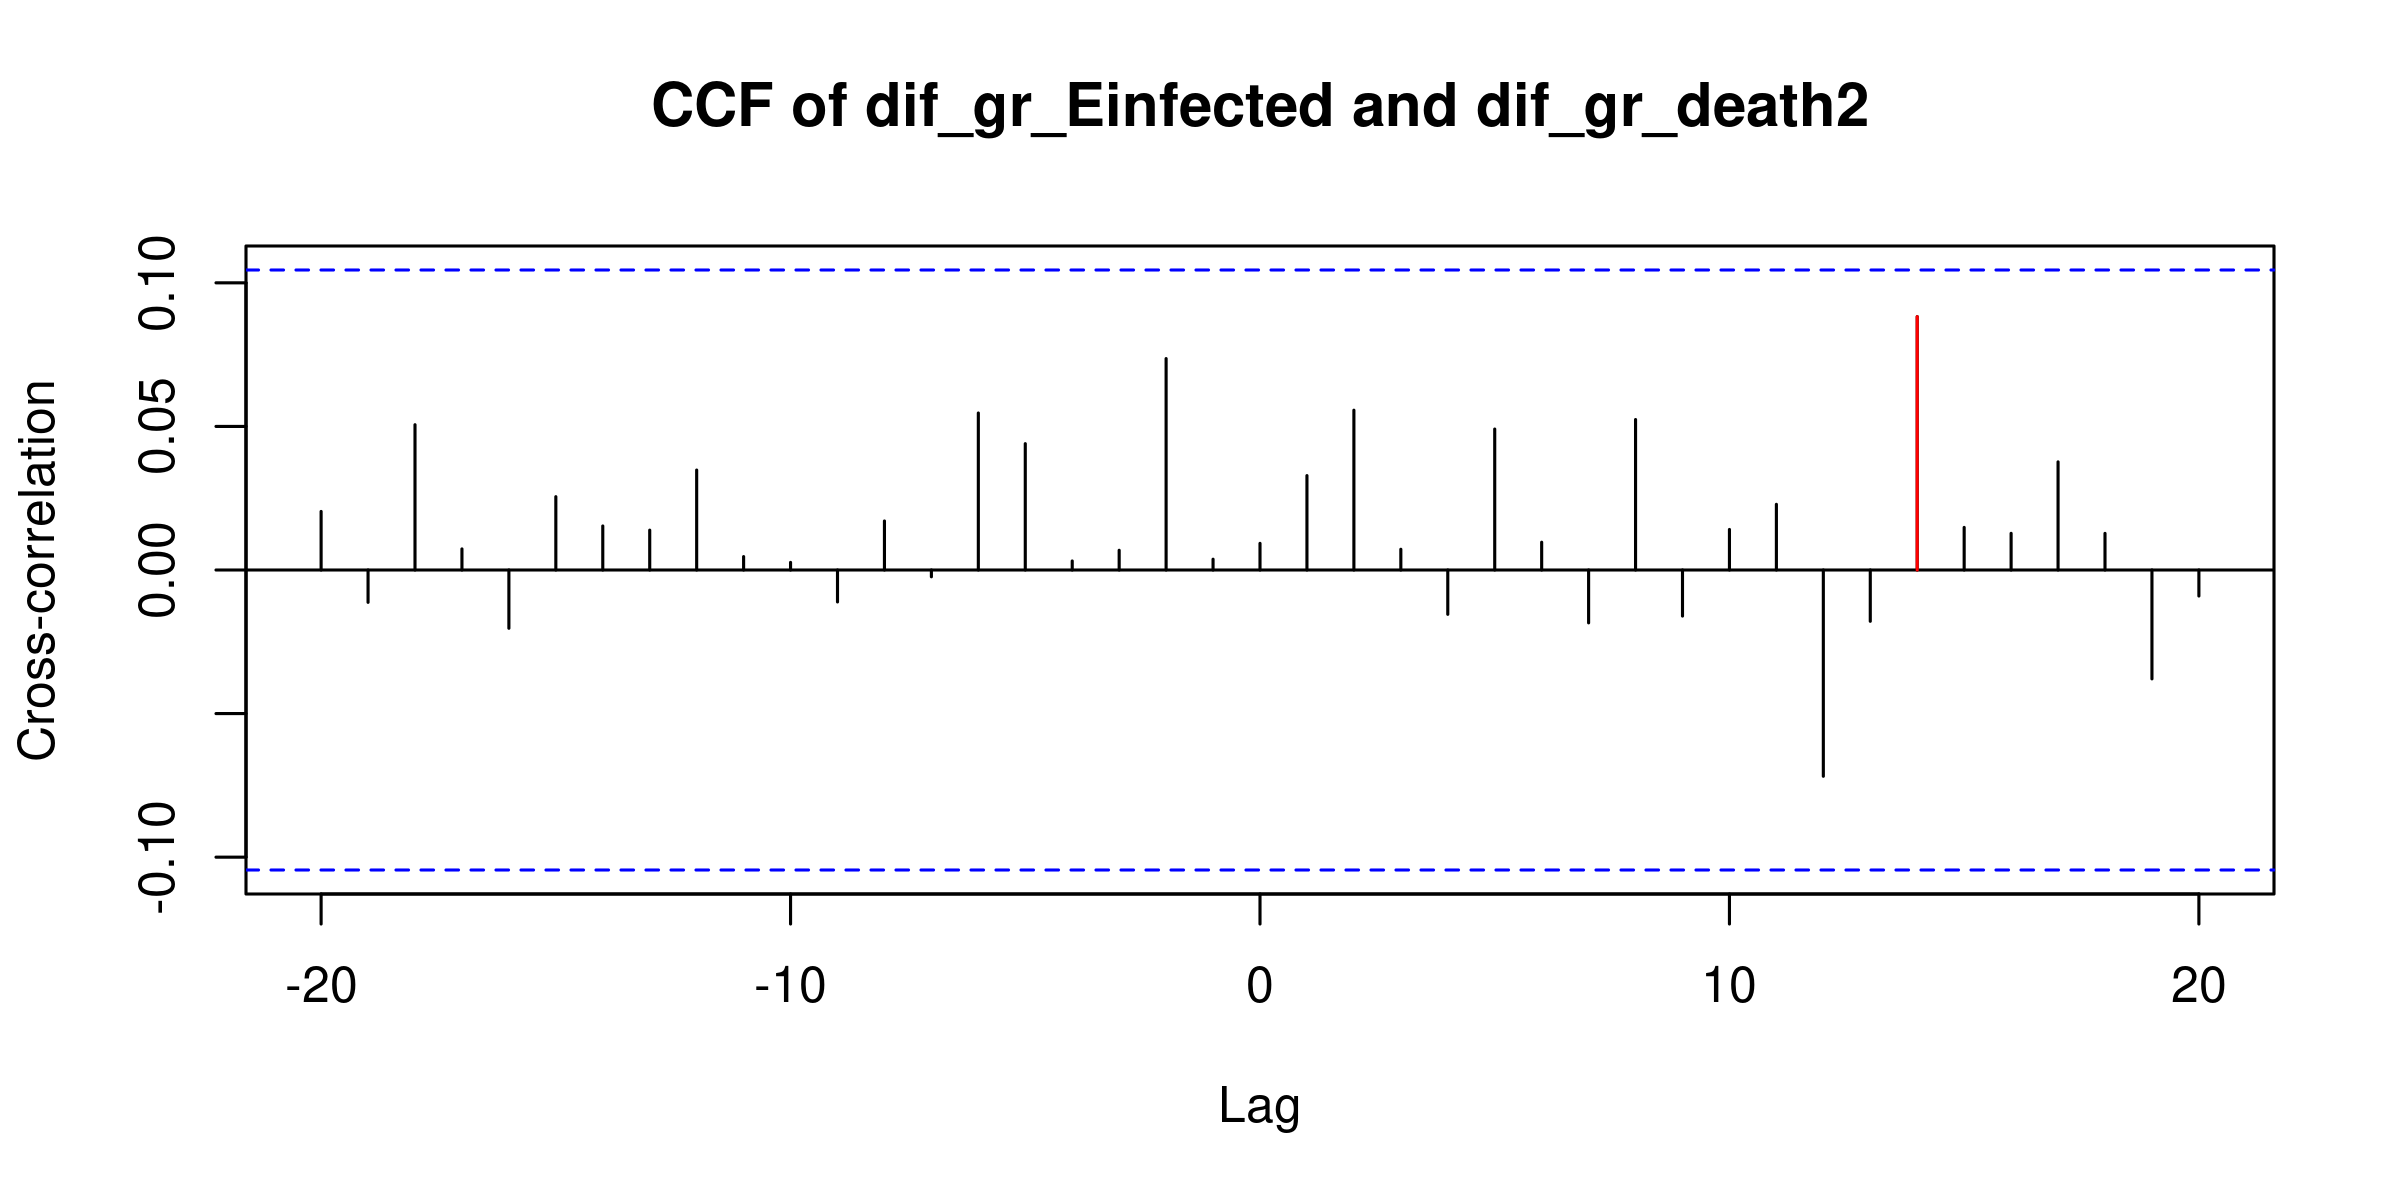 CCF of dif_gr_Einfected and dif_gr_death2
0.10
0.05
0.00
-0.10
Cross-correlation
-20 -10 0 10 20
Lag